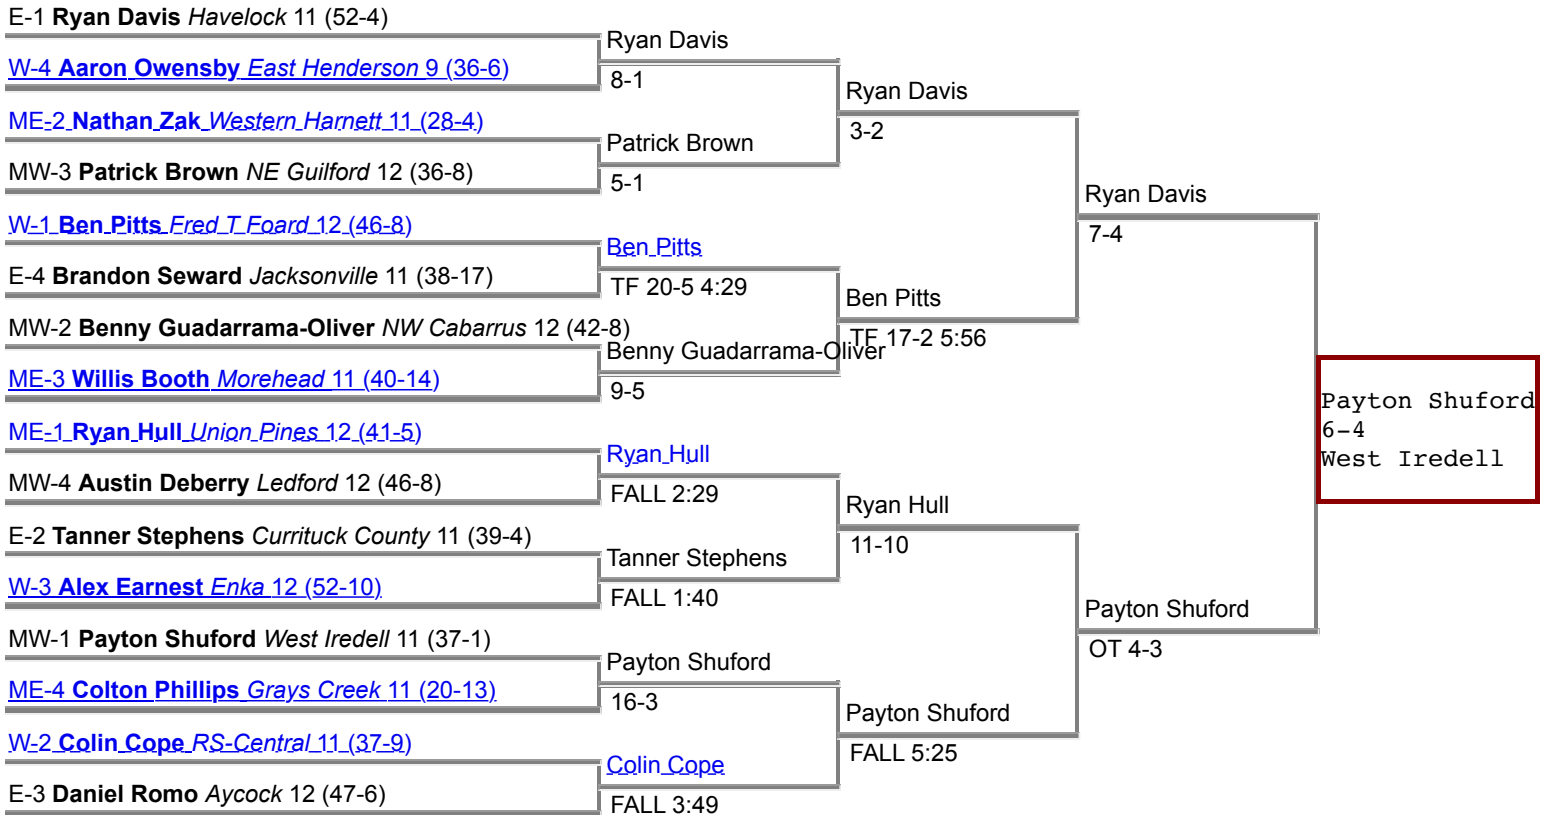 E-1 Ryan Davis Havelock 11 (52-4)
W-4 Aaron Owensby East Henderson 9 (36-6)
ME-2 Nathan Zak Western Harnett 11 (28-4)
MW-3 Patrick Brown NE Guilford 12 (36-8)
W-1 Ben Pitts Fred T Foard 12 (46-8)
E-4 Brandon Seward Jacksonville 11 (38-17)
MW-2 Benny Guadarrama-Oliver NW Cabarrus 12 (42-8)
ME-3 Willis Booth Morehead 11 (40-14)
ME-1 Ryan Hull Union Pines 12 (41-5)
MW-4 Austin Deberry Ledford 12 (46-8)
E-2 Tanner Stephens Currituck County 11 (39-4)
W-3 Alex Earnest Enka 12 (52-10)
MW-1 Payton Shuford West Iredell 11 (37-1)
ME-4 Colton Phillips Grays Creek 11 (20-13)
W-2 Colin Cope RS-Central 11 (37-9)
E-3 Daniel Romo Aycock 12 (47-6)
Ryan Davis
8-1
Patrick Brown
5-1
Ben Pitts
TF 20-5 4:29
Benny Guadarrama-Oliver
9-5
Ryan Hull
FALL 2:29
Tanner Stephens
FALL 1:40
Payton Shuford
16-3
Colin Cope
FALL 3:49
Ryan Davis
3-2
Ben Pitts
TF 17-2 5:56
Ryan Hull
11-10
Payton Shuford
FALL 5:25
Ryan Davis
7-4
Payton Shuford
OT 4-3
Payton Shuford
6-4
West Iredell